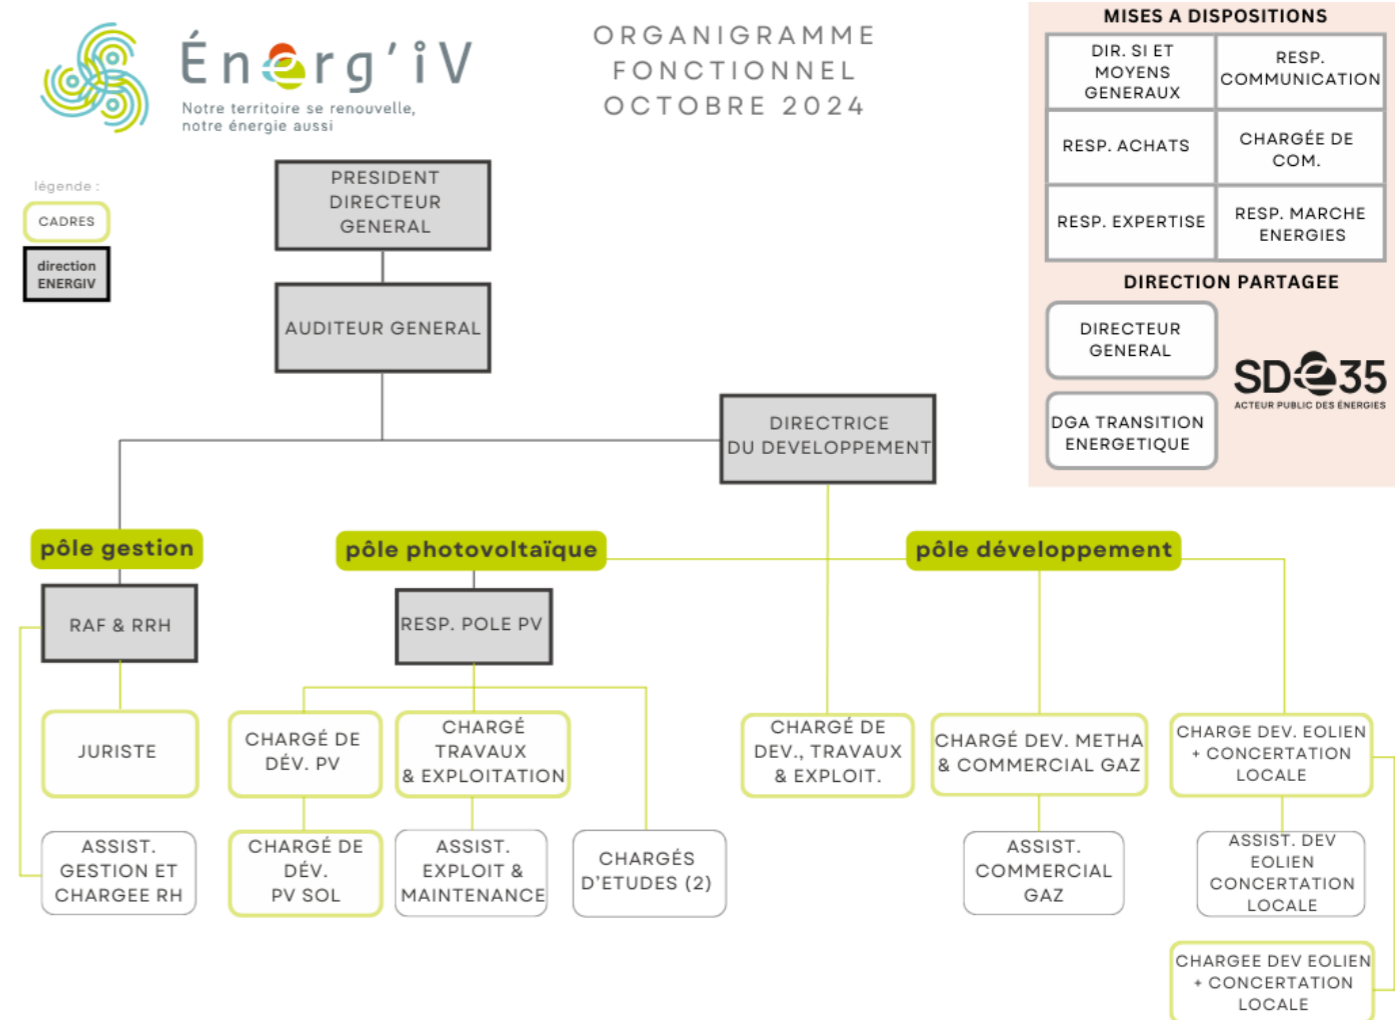 Énerg'iV
Notre territoire se renouvelle,
notre énergie aussi
ORGANIGRAMME
FONCTIONNEL
OCTOBRE 2024
MISES A DISPOSITIONS
DIR. SI ET
MOYENS
GENERAUX
RESP.
COMMUNICATION
RESP. ACHATS
CHARGÉE DE
COM.
RESP. EXPERTISE
RESP. MARCHE
ENERGIES
DIRECTION PARTAGEE
DIRECTEUR
GENERAL
SDe35
ACTEUR PUBLIC DES ÉNERGIES
DGA TRANSITION
ENERGETIQUE
légende :
CADRES
direction
ENERGIV
PRESIDENT
DIRECTEUR
GENERAL
AUDITEUR GENERAL
DIRECTRICE
DU DEVELOPPEMENT
pôle gestion
pôle photovoltaïque
pôle développement
RAF & RRH
RESP. POLE PV
JURISTE
CHARGÉ DE
DÉV. PV
CHARGÉ
TRAVAUX
& EXPLOITATION
CHARGÉ DE
DEV., TRAVAUX
& EXPLOIT.
CHARGÉ DEV. METHA
& COMMERCIAL GAZ
CHARGE DEV. EOLIEN
+ CONCERTATION
LOCALE
ASSIST.
GESTION ET
CHARGEE RH
CHARGÉ DE
DÉV.
PV SOL
ASSIST.
EXPLOIT &
MAINTENANCE
CHARGÉS
D'ETUDES (2)
ASSIST.
COMMERCIAL
GAZ
ASSIST. DEV
EOLIEN
CONCERTATION
LOCALE
CHARGEE DEV EOLIEN
+ CONCERTATION
LOCALE